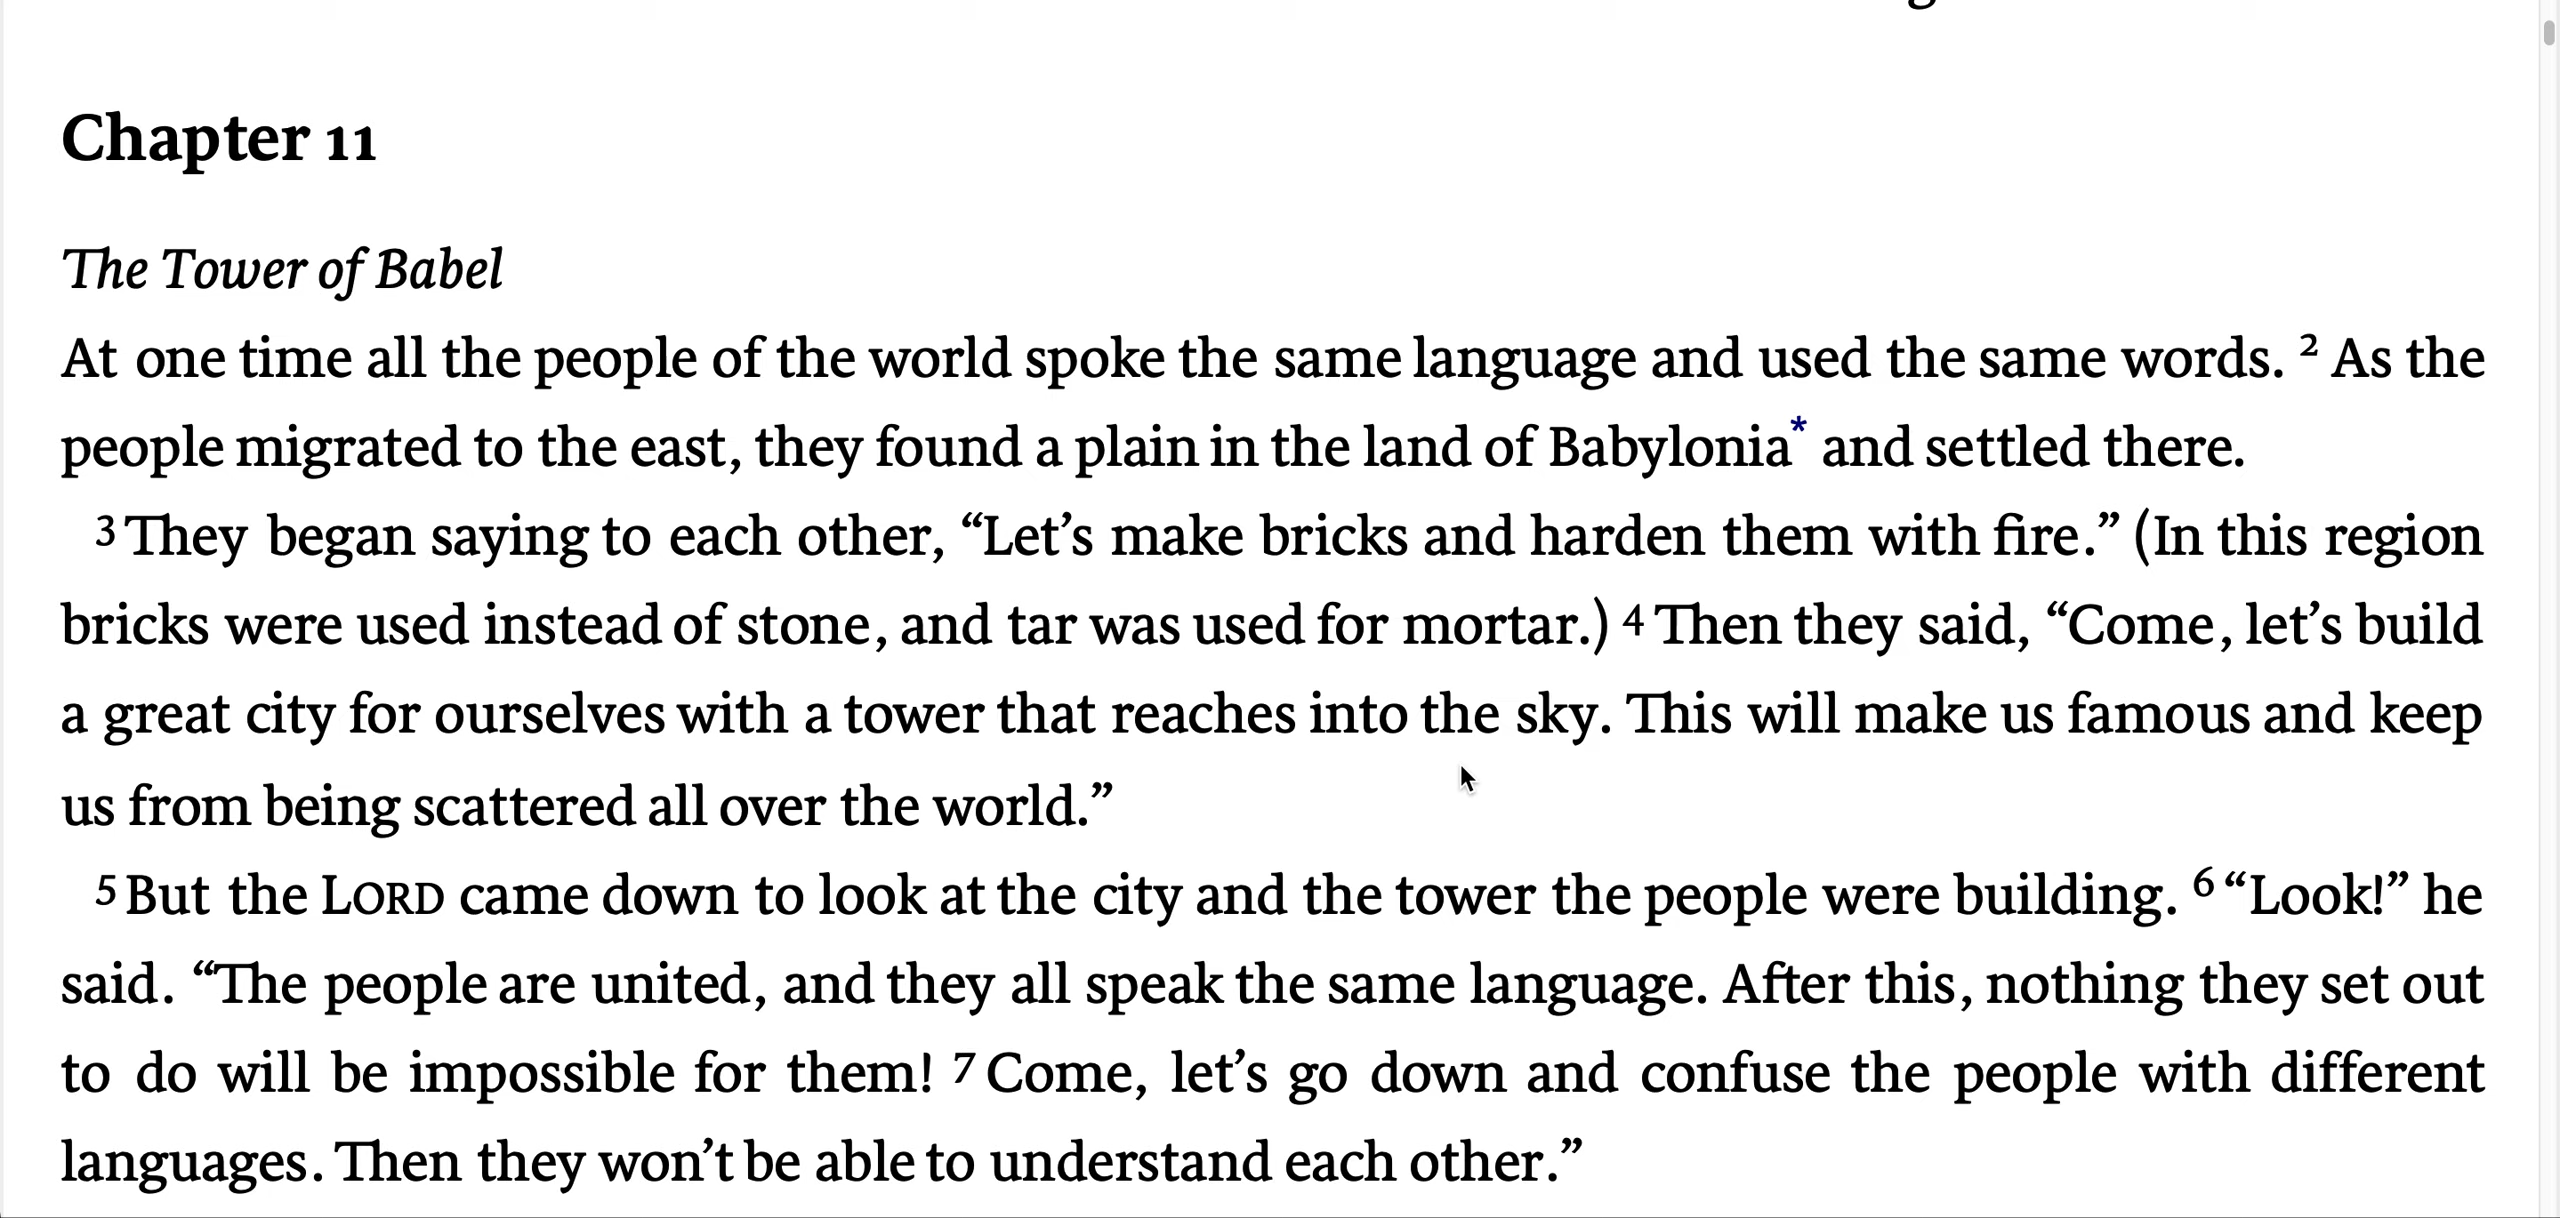 Chapter 11
The Tower of Babel
At one time all the people of the world spoke the same language and used the same words. ² As the
people migrated to the east, they found a plain in the land of Babylonia* and settled there.
³ They began saying to each other, “Let’s make bricks and harden them with fire.” (In this region
bricks were used instead of stone, and tar was used for mortar.) ⁴ Then they said, “Come, let’s build
a great city for ourselves with a tower that reaches into the sky. This will make us famous and keep
us from being scattered all over the world.”
⁵ But the LORD came down to look at the city and the tower the people were building. ⁶ “Look!” he
said. “The people are united, and they all speak the same language. After this, nothing they set out
to do will be impossible for them! ⁷ Come, let’s go down and confuse the people with different
languages. Then they won’t be able to understand each other.”